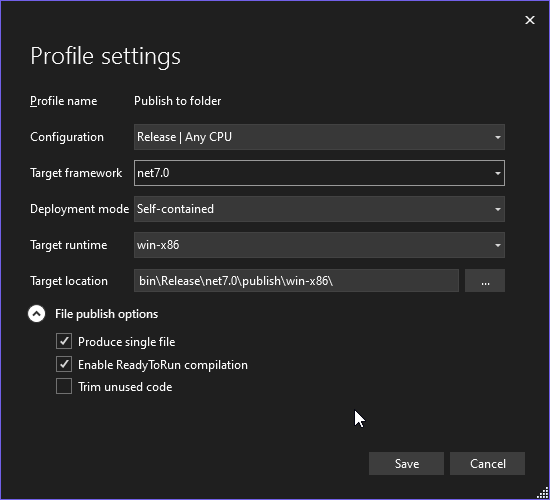 Profile settings
Profile name Publish to folder
Configuration Release | Any CPU
Target framework net7.0
Deployment mode Self-contained
Target runtime win-x86
Target location bin\Release\net7.0\publish\win-x86\ ...
File publish options
Produce single file
Enable ReadyToRun compilation
Trim unused code
Save Cancel